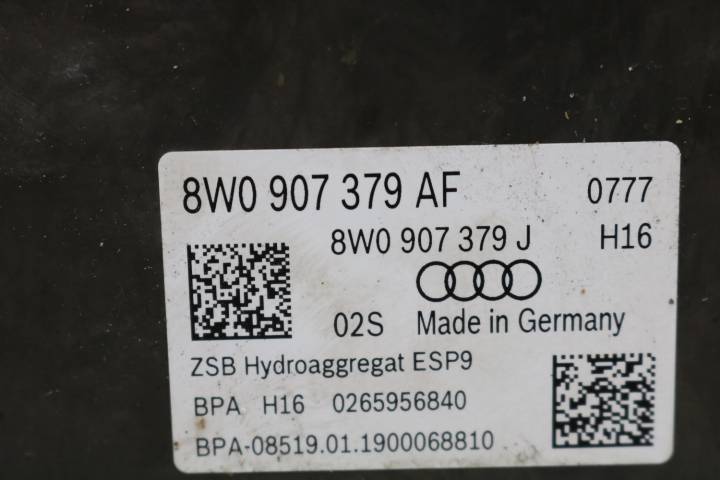 8W0 907 379 AF 0777
8W0 907 379 J H16
02S Made in Germany
ZSB Hydroaggregat ESP9
BPA H16 0265956840
BPA-08519.01.1900068810